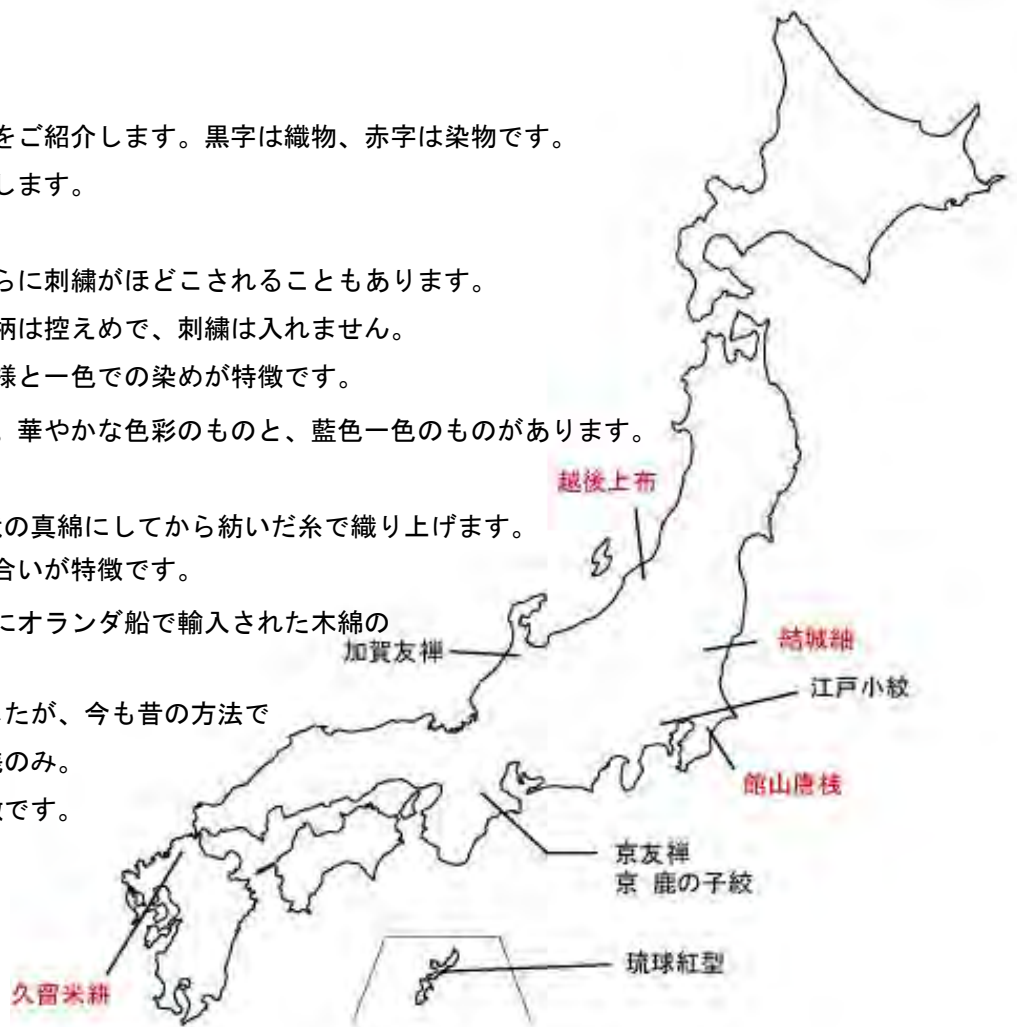 をご紹介します。黒字は織物、赤字は染物です。
します。
らに刺繍がほどこされることもあります。
柄は控えめで、刺繍は入れません。
様と一色での染めが特徴です。
華やかな色彩のものと、藍色一色のものがあります。
の真綿にしてから紡いだ糸で織り上げます。
合いが特徴です。
にオランダ船で輸入された木綿の
たが、今も昔の方法で
のみ。
です。
越後上布
加賀友禅
結城紬
江戸小紋
館山唐桟
京友禅
京 鹿の子絞
琉球紅型
久留米絣